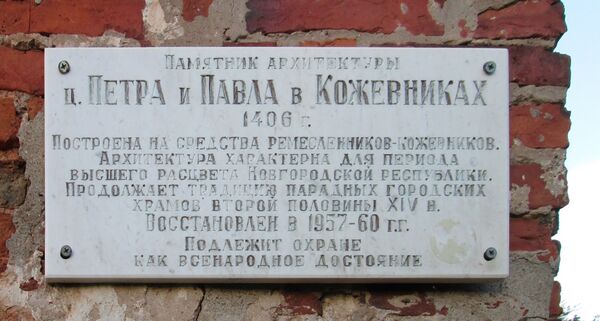 Памятник архитектуры
ц. Петра и Павла в Кожевниках
1406 г.
Построена на средства ремесленников-кожевников.
Архитектура характерна для периода
высшего расцвета Новгородской республики.
Продолжает традицию парадных городских
храмов второй половины XIV в.
Восстановлен в 1957-60 г.г.
Подлежит охране
как всенародное достояние